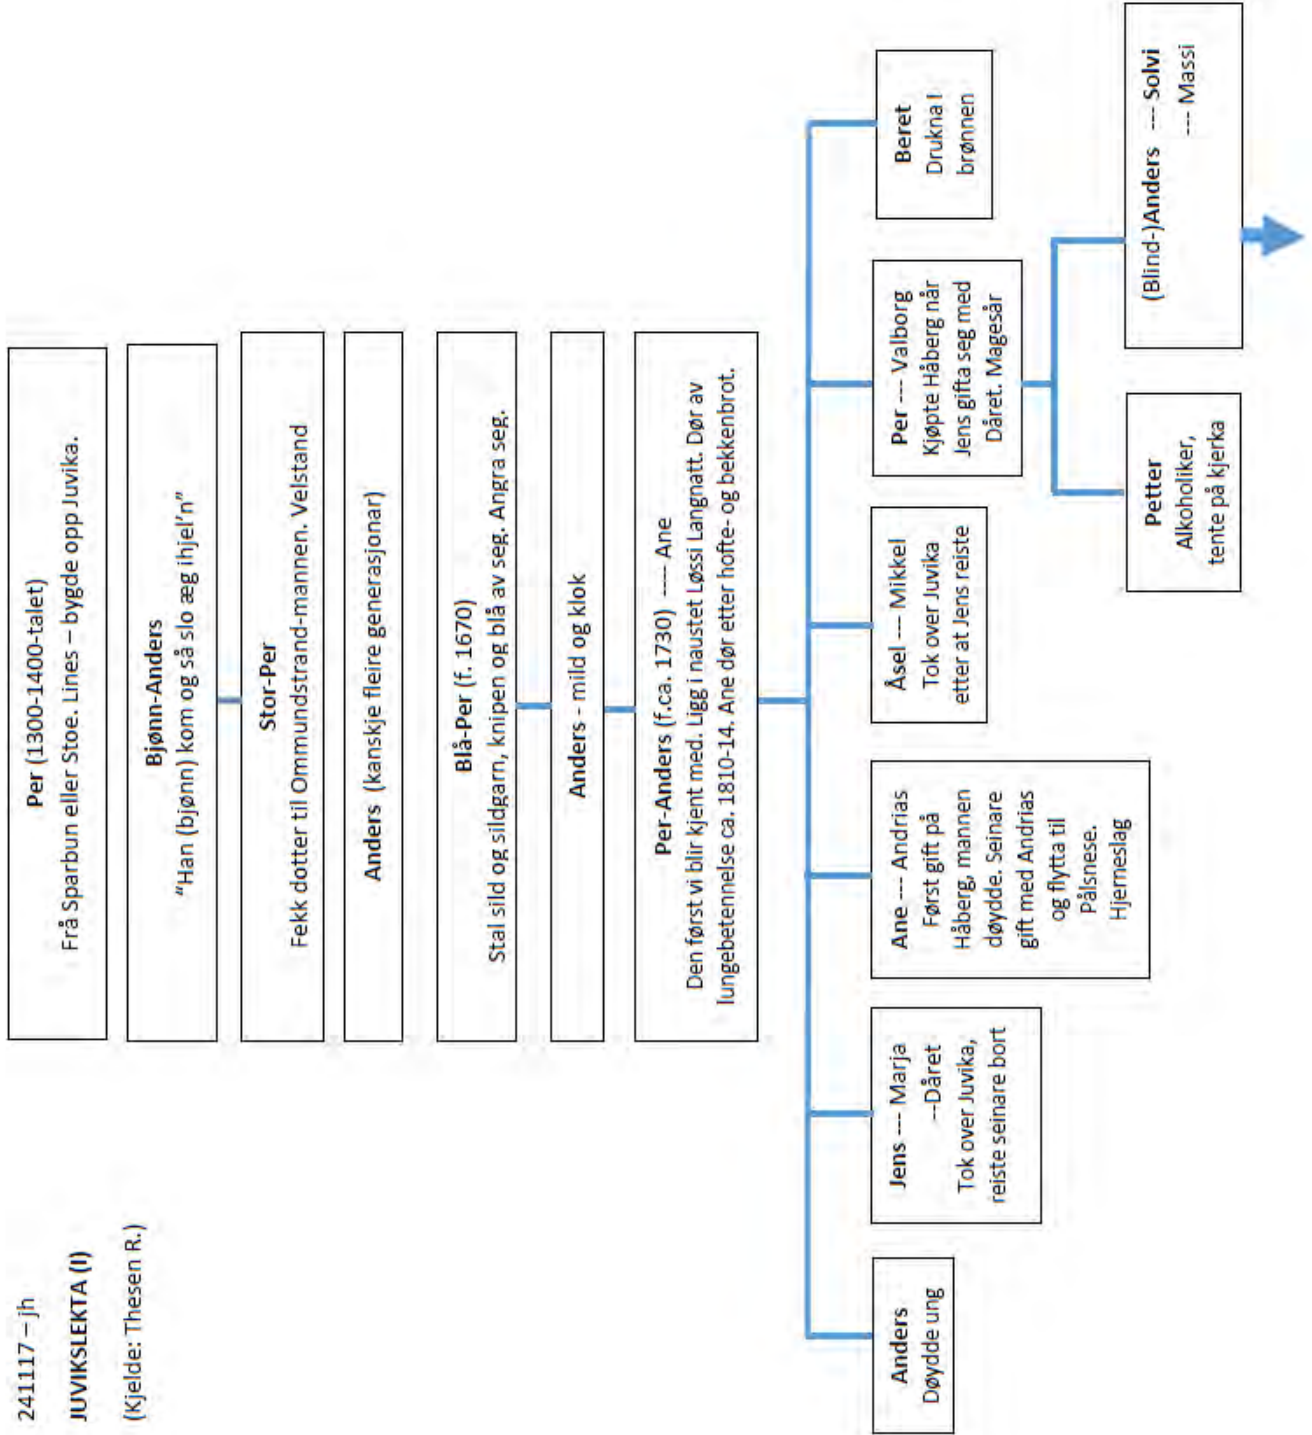 241117 – jh
JUVIKSLEKTA (I)
(Kjelde: Thesen R.)
Per (1300-1400-talet)
Frå Sparbun eller Stoe. Lines – bygde opp Juvika.
Bjønn-Anders
"Han (bjønn) kom og så slo æg ihjel'n"
Stor-Per
Fekk dotter til Ommundstrand-mannen. Velstand
Anders (kanskje fleire generasjonar)
Blå-Per (f. 1670)
Stal sild og sildgarn, knipen og blå av seg. Angra seg.
Anders - mild og klok
Per-Anders (f.ca. 1730) ---- Ane
Den først vi blir kjent med. Ligg i naustet Løssi Langnatt. Dør av
lungebetennelse ca. 1810-14. Ane dør etter hofte- og bekkenbrot.
Anders
Døydde ung
Jens --- Marja
--Dåret
Tok over Juvika,
reiste seinare bort
Ane --- Andrias
Først gift på
Håberg, mannen
døydde. Seinare
gift med Andrias
og flytta til
Pålsnese.
Hjerneslag
Åsel --- Mikkel
Tok over Juvika
etter at Jens reiste
Per --- Valborg
Kjøpte Håberg når
Jens gifta seg med
Dåret. Magesår
Beret
Drukna I
brønnen
Petter
Alkoholiker,
tente på kjerka
(Blind-)Anders --- Solvi
--- Massi